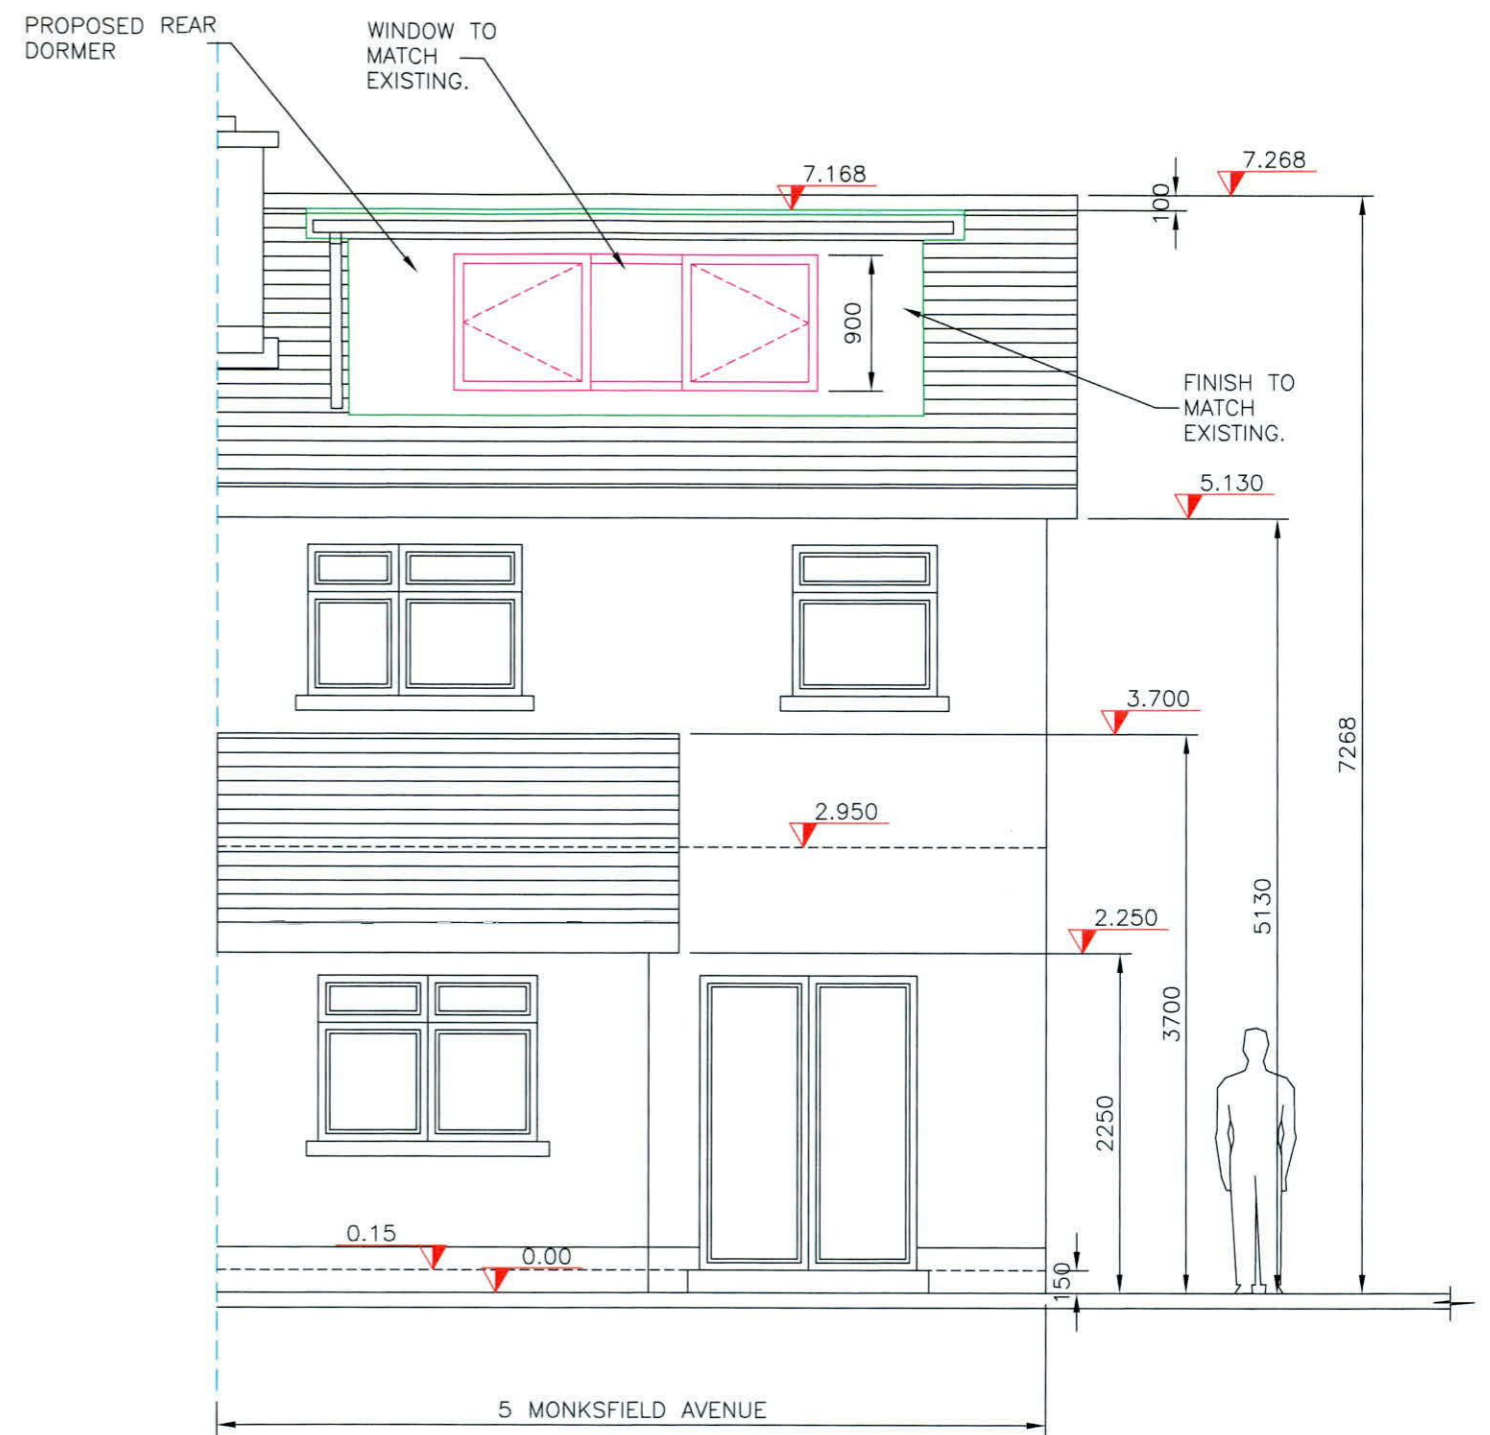 PROPOSED REAR
DORMER
WINDOW TO
MATCH
EXISTING.
7.168
7.268
100
900
FINISH TO
MATCH
EXISTING.
5.130
3.700
7268
2.950
5130
2.250
3700
2250
0.15
0.00
150
5 MONKSFIELD AVENUE